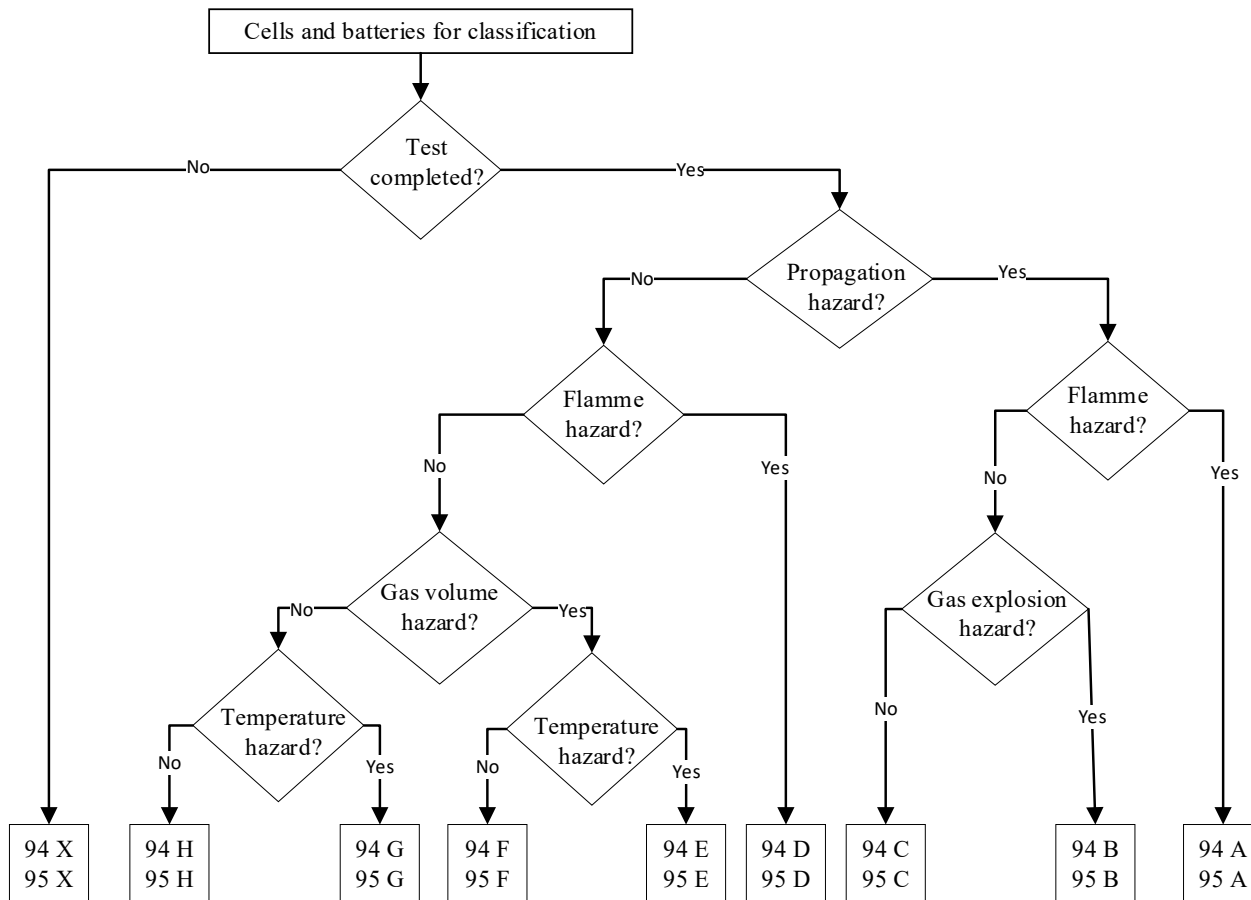 Cells and batteries for classification
Test
completed?
No
Yes
Propagation
hazard?
No
Yes
Flamme
hazard?
Flamme
hazard?
No
Yes
No
Yes
Gas volume
hazard?
Gas explosion
hazard?
No
Yes
Temperature
hazard?
Temperature
hazard?
No
Yes
No
Yes
No
Yes
94 X
95 X
94 H
95 H
94 G
95 G
94 F
95 F
94 E
95 E
94 D
95 D
94 C
95 C
94 B
95 B
94 A
95 A